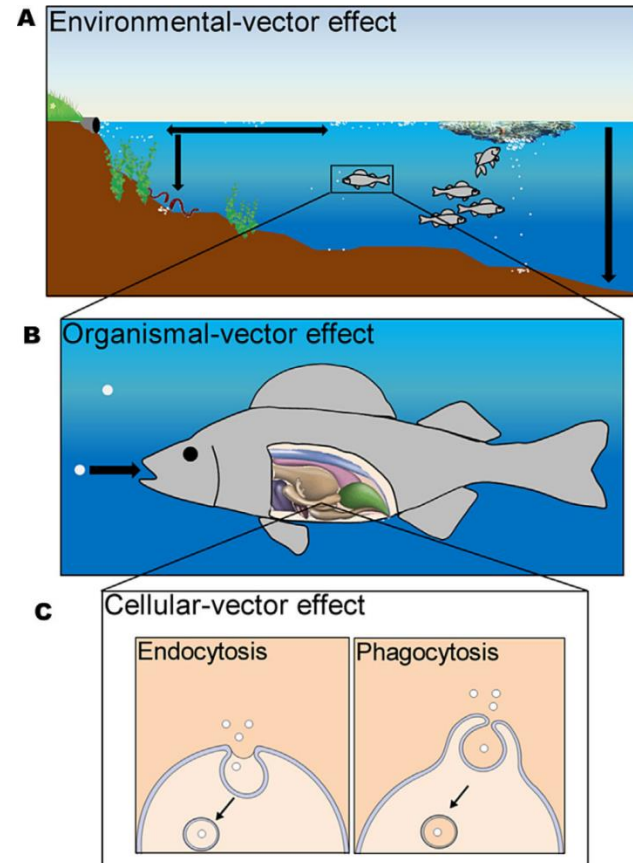 A
Environmental-vector effect
B
Organismal-vector effect
C
Cellular-vector effect
Endocytosis
Phagocytosis